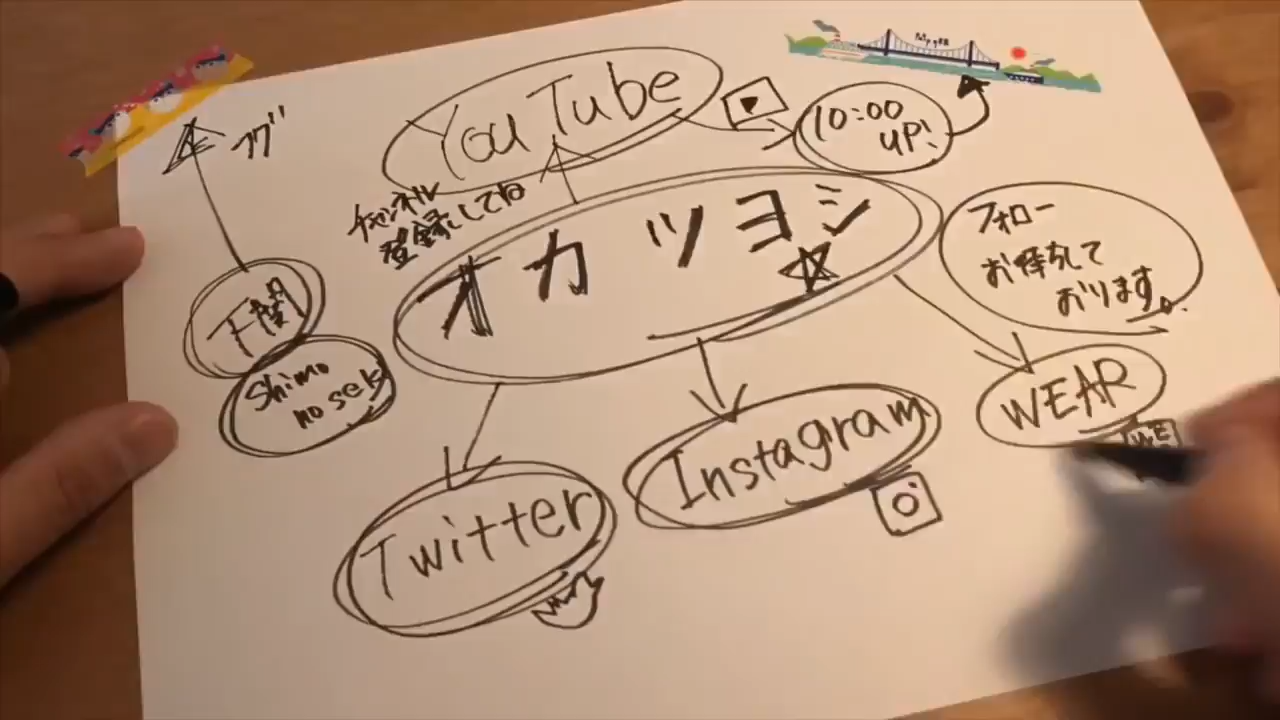 YouTube
10:00
UP!
フグ
チャンネル
登録してね
オカツヨシ
フォロー
お待ちして
おります。
下関
Shimo
nosek
WEAR
WE
Instagram
Twitter